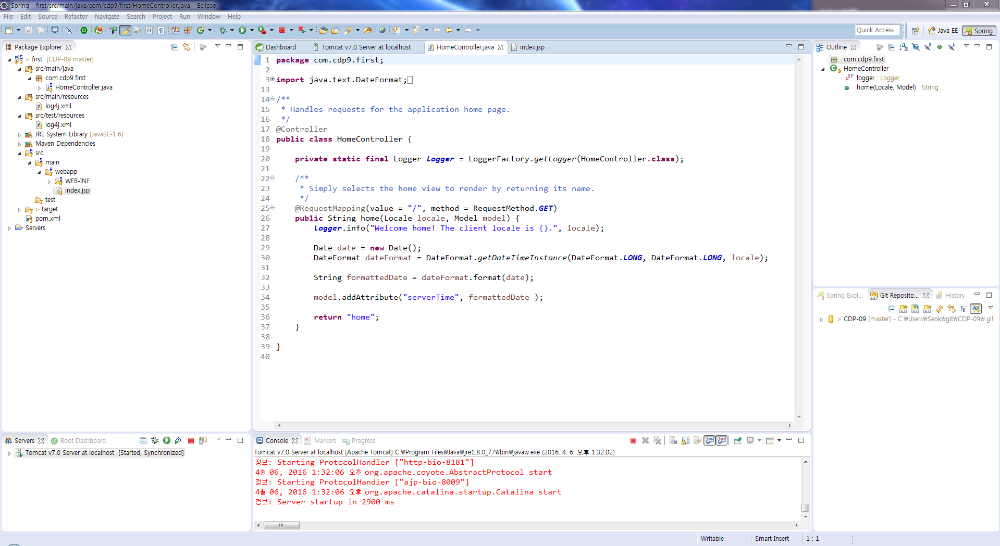 Spring - first/src/main/java/com/cdp9/first/HomeController.java - Eclipse
File Edit Source Refactor Navigate Search Project Run Window Help
Quick Access
Java EE
Spring
Package Explorer
> first [CDP-09 master]
src/main/java
com.cdp9.first
HomeController.java
src/main/resources
log4j.xml
src/test/resources
log4j.xml
JRE System Library [JavaSE-1.6]
Maven Dependencies
src
main
webapp
WEB-INF
index.jsp
test
> target
pom.xml
Servers
Dashboard
Tomcat v7.0 Server at localhost
HomeController.java
index.jsp
1 package com.cdp9.first;
2
3 import java.text.DateFormat;
13
14 /**
15 * Handles requests for the application home page.
16 */
17 @Controller
18 public class HomeController {
19
20 private static final Logger logger = LoggerFactory.getLogger(HomeController.class);
21
22 /**
23 * Simply selects the home view to render by returning its name.
24 */
25 @RequestMapping(value = "/", method = RequestMethod.GET)
26 public String home(Locale locale, Model model) {
27 logger.info("Welcome home! The client locale is {}.", locale);
28
29 Date date = new Date();
30 DateFormat dateFormat = DateFormat.getDateTimeInstance(DateFormat.LONG, DateFormat.LONG, locale);
31
32 String formattedDate = dateFormat.format(date);
33
34 model.addAttribute("serverTime", formattedDate );
35
36 return "home";
37 }
38
39 }
40
Outline
com.cdp9.first
HomeController
logger : Logger
home(Locale, Model) : String
Spring Expl...
Git Reposito...
History
> CDP-09 [master] - C:₩Users₩Seok₩git₩CDP-09₩.git
Servers
Boot Dashboard
Tomcat v7.0 Server at localhost [Started, Synchronized]
Console
Markers
Progress
Tomcat v7.0 Server at localhost [Apache Tomcat] C:₩Program Files₩Java₩jre1.8.0_77₩bin₩javaw.exe (2016. 4. 6. 오후 1:32:02)
정보: Starting ProtocolHandler ["http-bio-8181"]
4월 06, 2016 1:32:06 오후 org.apache.coyote.AbstractProtocol start
정보: Starting ProtocolHandler ["ajp-bio-8009"]
4월 06, 2016 1:32:06 오후 org.apache.catalina.startup.Catalina start
정보: Server startup in 2900 ms
Writable
Smart Insert
1 : 1